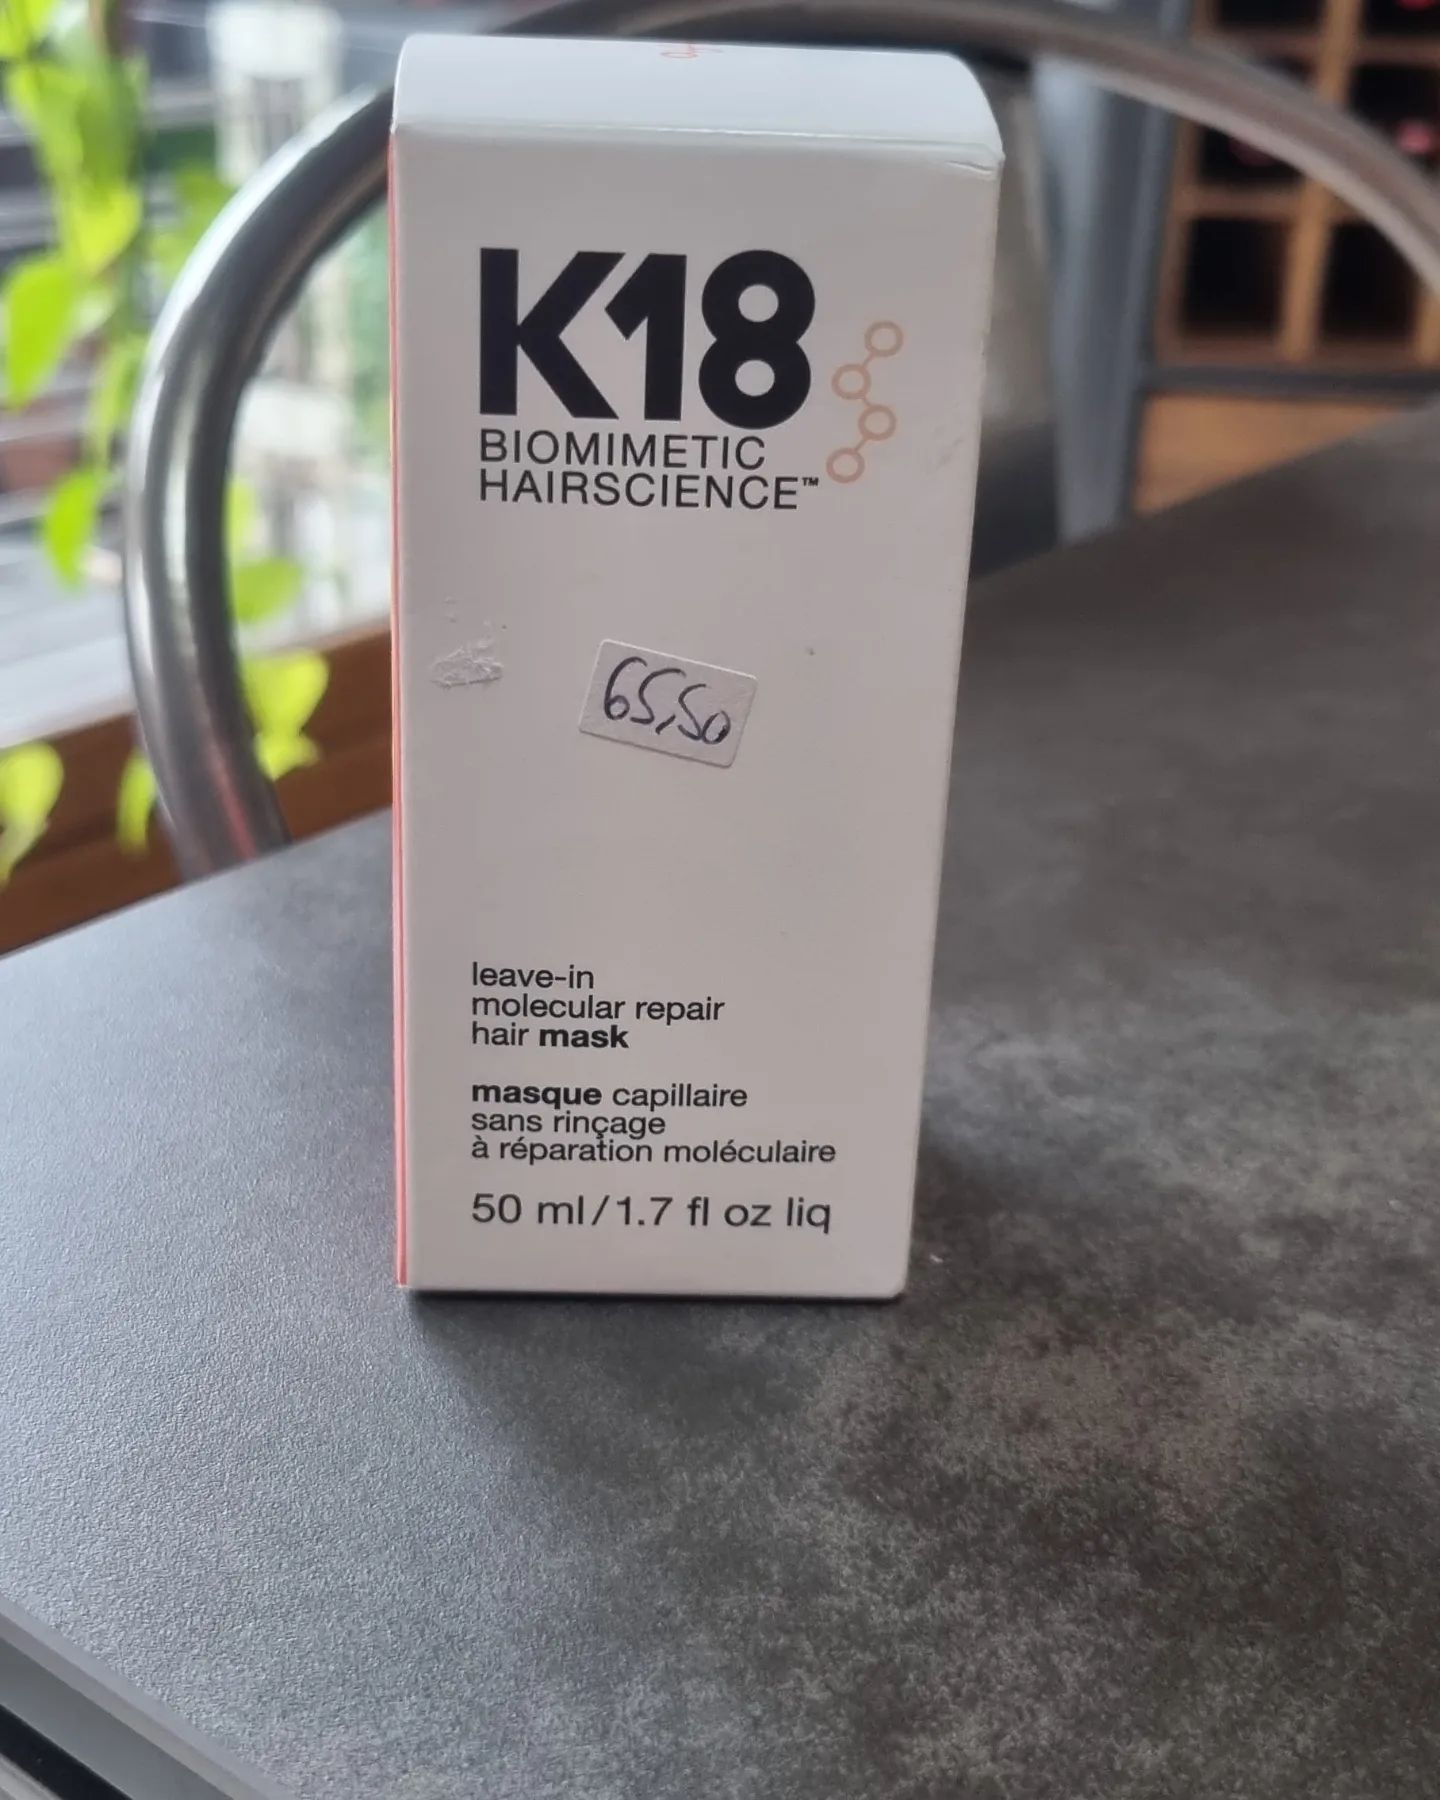 K18
BIOMIMETIC
HAIRSCIENCE™
65,50
leave-in
molecular repair
hair mask
masque capillaire
sans rinçage
à réparation moléculaire
50 ml/1.7 fl oz liq